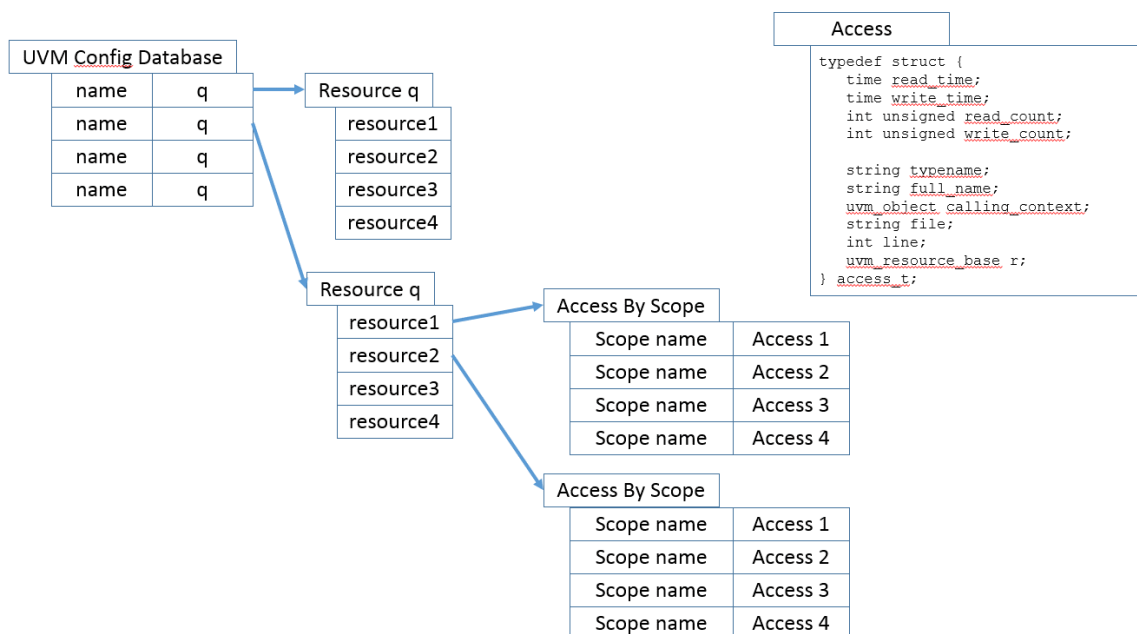 UVM Config Database
name q
name q
name q
name q
Resource q
resource1
resource2
resource3
resource4
Resource q
resource1
resource2
resource3
resource4
Access By Scope
Scope name Access 1
Scope name Access 2
Scope name Access 3
Scope name Access 4
Access By Scope
Scope name Access 1
Scope name Access 2
Scope name Access 3
Scope name Access 4
Access
typedef struct {
time read_time;
time write_time;
int unsigned read_count;
int unsigned write_count;
string typename;
string full_name;
uvm_object calling_context;
string file;
int line;
uvm_resource_base r;
} access_t;